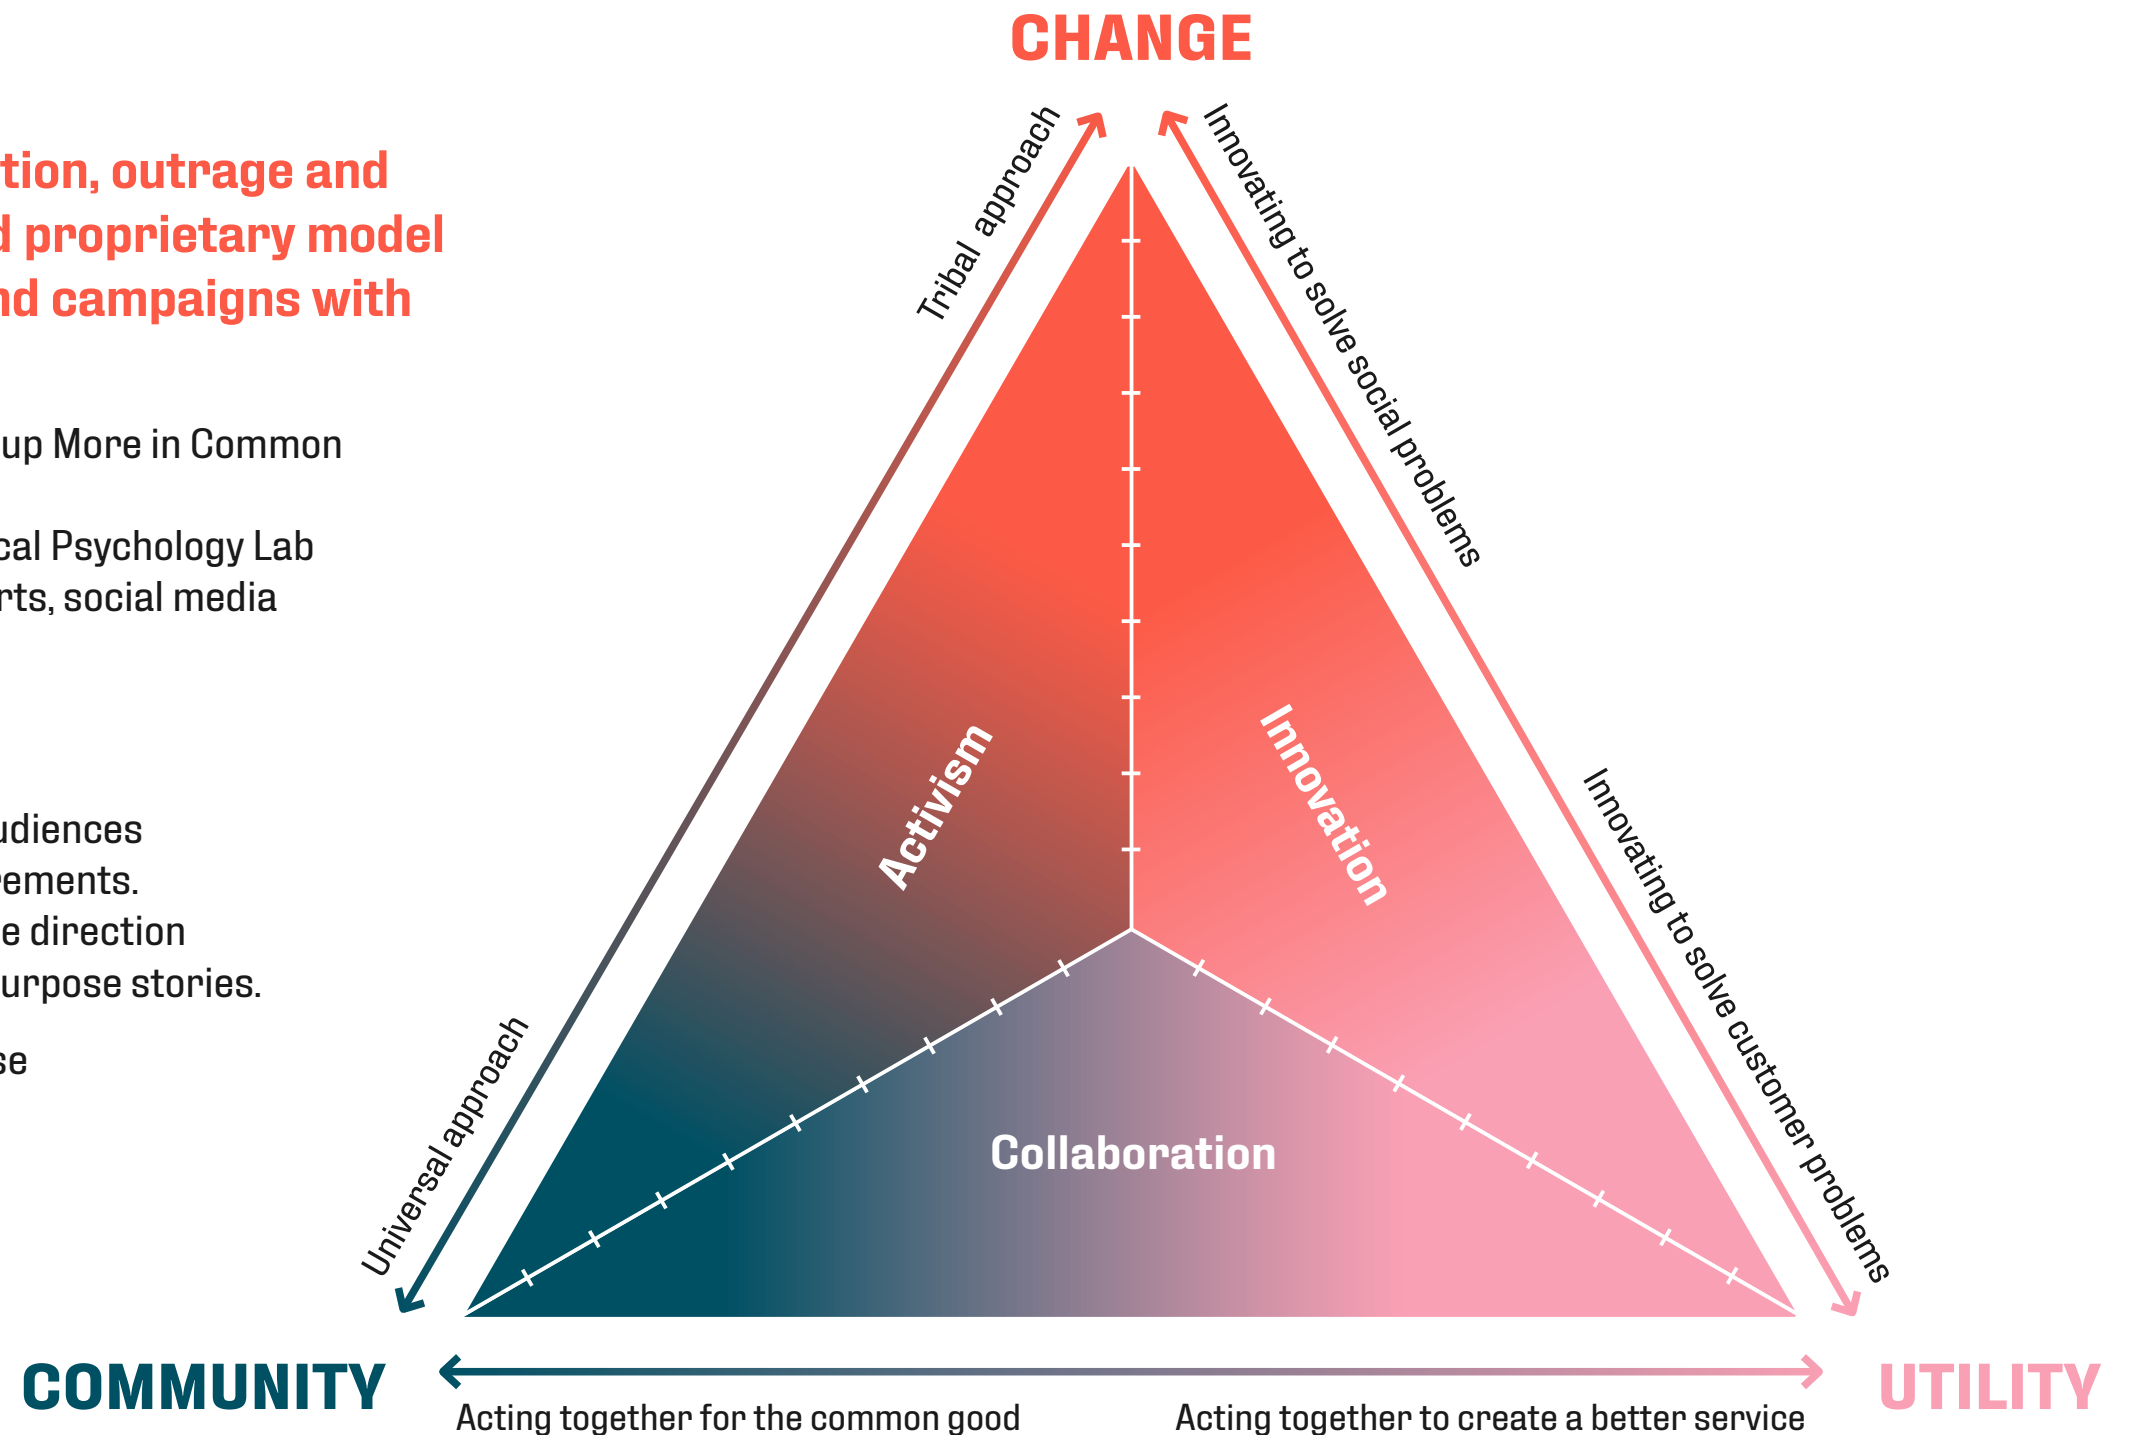 CHANGE
tion, outrage and
d proprietary model
nd campaigns with
up More in Common
cal Psychology Lab
rts, social media
udiences
rements.
e direction
urpose stories.
se
Tribal approach
Universal approach
Innovating to solve social problems
Innovating to solve customer problems
Activism
Innovation
Collaboration
COMMUNITY
UTILITY
Acting together for the common good
Acting together to create a better service